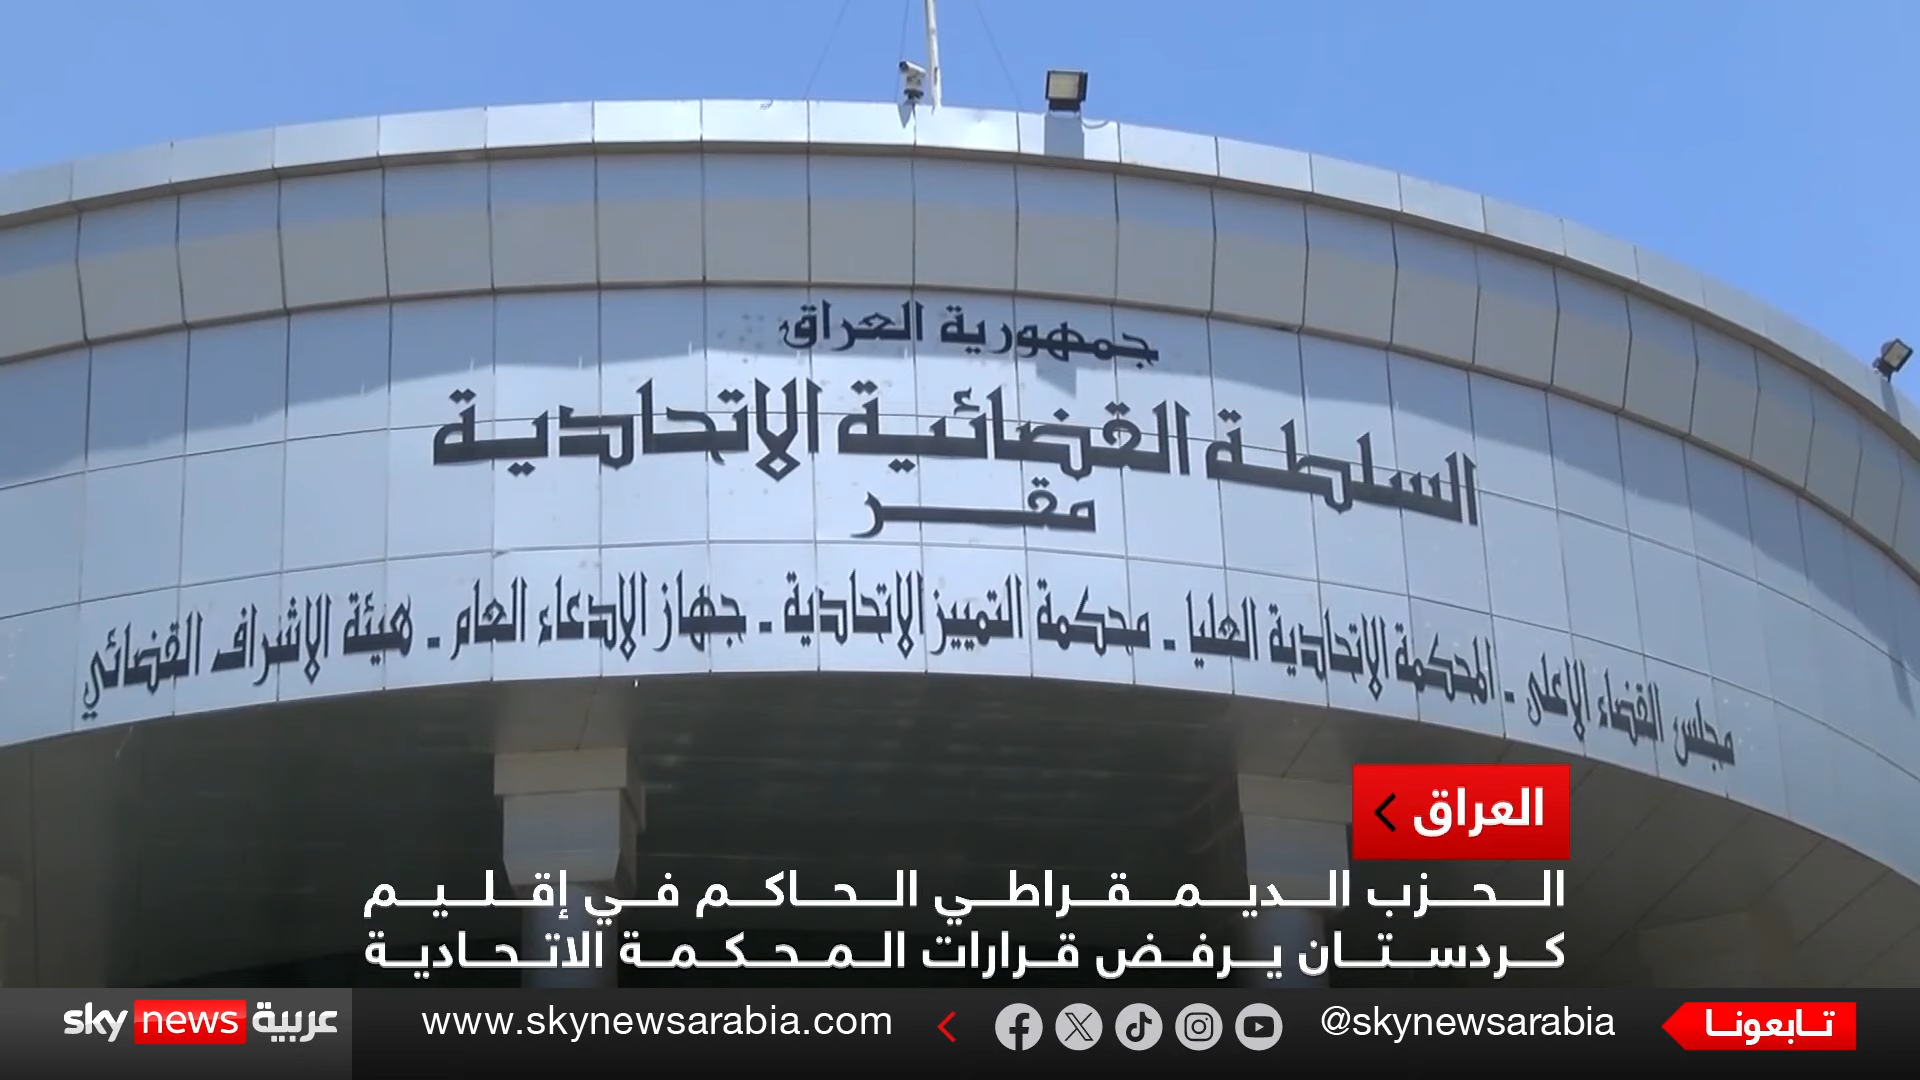 جمهورية العراق
السلطة القضائية الاتحادية
مقر
مجلس القضاء الاعلى - المحكمة الاتحادية العليا - محكمة التمييز الاتحادية - جهاز الادعاء العام - هيئة الاشراف القضائي
العراق
الحزب الديمقراطي الحاكم في إقليم
كردستان يرفض قرارات المحكمة الاتحادية
تابعونا
@skynewsarabia
www.skynewsarabia.com
sky news عربية